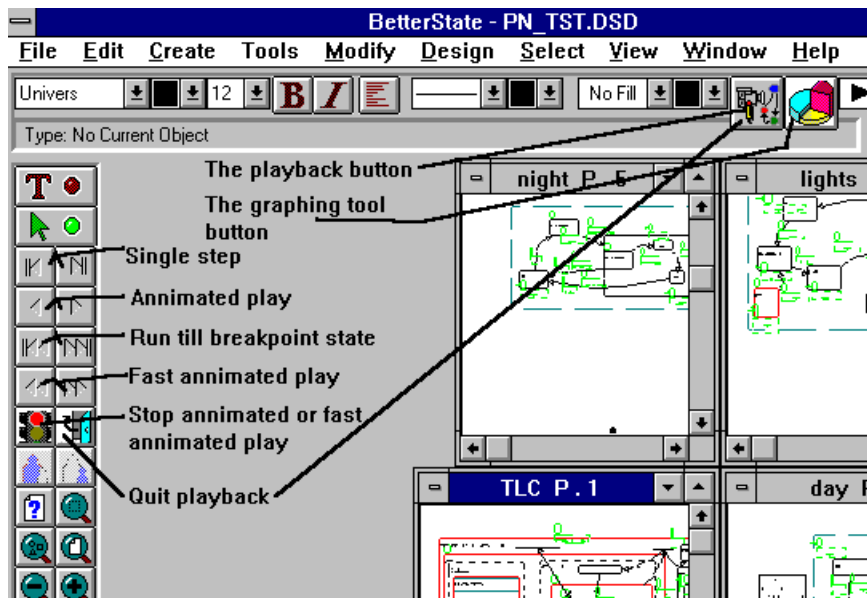 BetterState - PN_TST.DSD
File Edit Create Tools Modify Design Select View Window Help
Univers 12 B I No Fill
Type: No Current Object
The playback button
The graphing tool
button
Single step
Annimated play
Run till breakpoint state
Fast annimated play
Stop annimated or fast
annimated play
Quit playback
night P. 5
lights
TLC P.1
day P
T
?